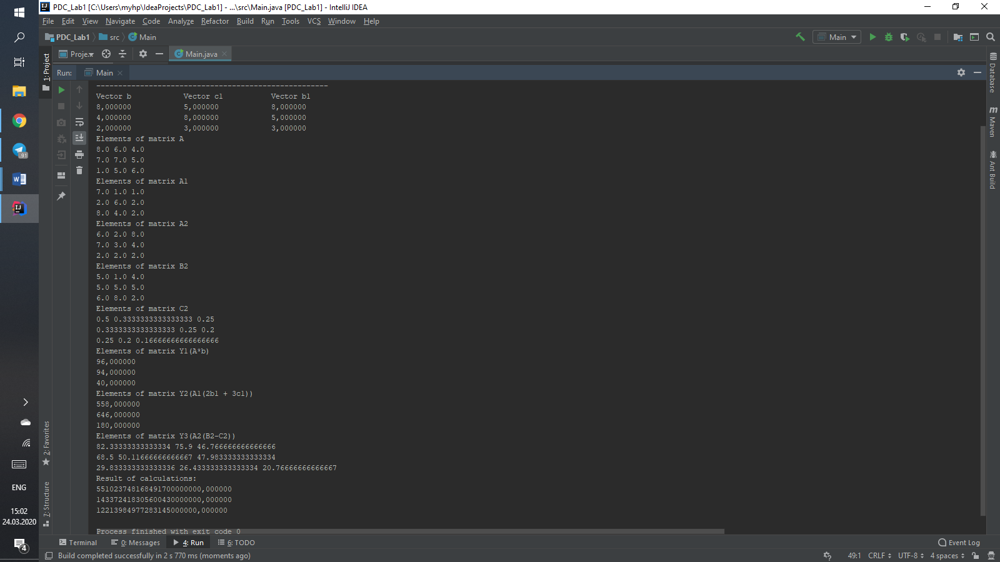 PDC_Lab1 [C:\Users\myhp\IdeaProjects\PDC_Lab1] - ...\src\Main.java [PDC_Lab1] - IntelliJ IDEA
File Edit View Navigate Code Analyze Refactor Build Run Tools VCS Window Help
PDC_Lab1 src Main
Main
Proje
Main.java
Run: Main
Vector b Vector c1 Vector b1
8,000000 5,000000 8,000000
4,000000 8,000000 5,000000
2,000000 3,000000 3,000000
Elements of matrix A
8.0 6.0 4.0
7.0 7.0 5.0
1.0 5.0 6.0
Elements of matrix A1
7.0 1.0 1.0
2.0 6.0 2.0
8.0 4.0 2.0
Elements of matrix A2
6.0 2.0 8.0
7.0 3.0 4.0
2.0 2.0 2.0
Elements of matrix B2
5.0 1.0 4.0
5.0 5.0 5.0
6.0 8.0 2.0
Elements of matrix C2
0.5 0.3333333333333333 0.25
0.3333333333333333 0.25 0.2
0.25 0.2 0.16666666666666666
Elements of matrix Y1(A*b)
96,000000
94,000000
40,000000
Elements of matrix Y2(A1(2b1 + 3c1))
558,000000
646,000000
180,000000
Elements of matrix Y3(A2(B2-C2))
82.33333333333334 75.9 46.766666666666666
68.5 50.11666666666667 47.983333333333334
29.833333333333336 26.433333333333334 20.76666666666667
Result of calculations:
551023748168491700000000,000000
143372418305600430000000,000000
12213984977283145000000,000000
Process finished with exit code 0
1: Project
2: Favorites
7: Structure
Database
m Maven
Ant Build
Terminal 0: Messages 4: Run 6: TODO
Event Log
Build completed successfully in 2 s 770 ms (moments ago)
49:1 CRLF UTF-8 4 spaces
91
W
IJ
ENG
15:02
24.03.2020
4